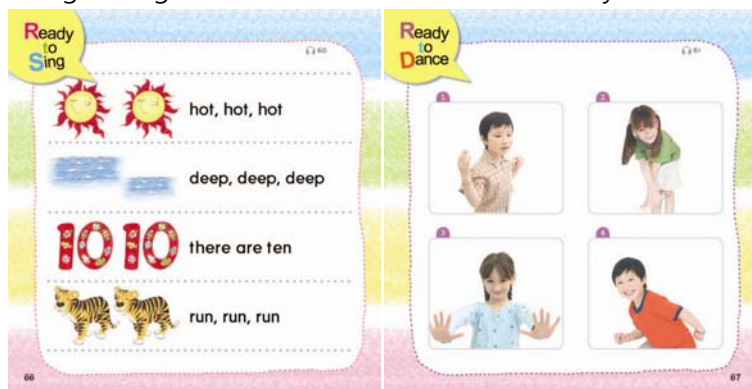 Ready
to
Sing
60
hot, hot, hot
deep, deep, deep
10 10
there are ten
run, run, run
66
Ready
to
Dance
61
1
2
3
4
67